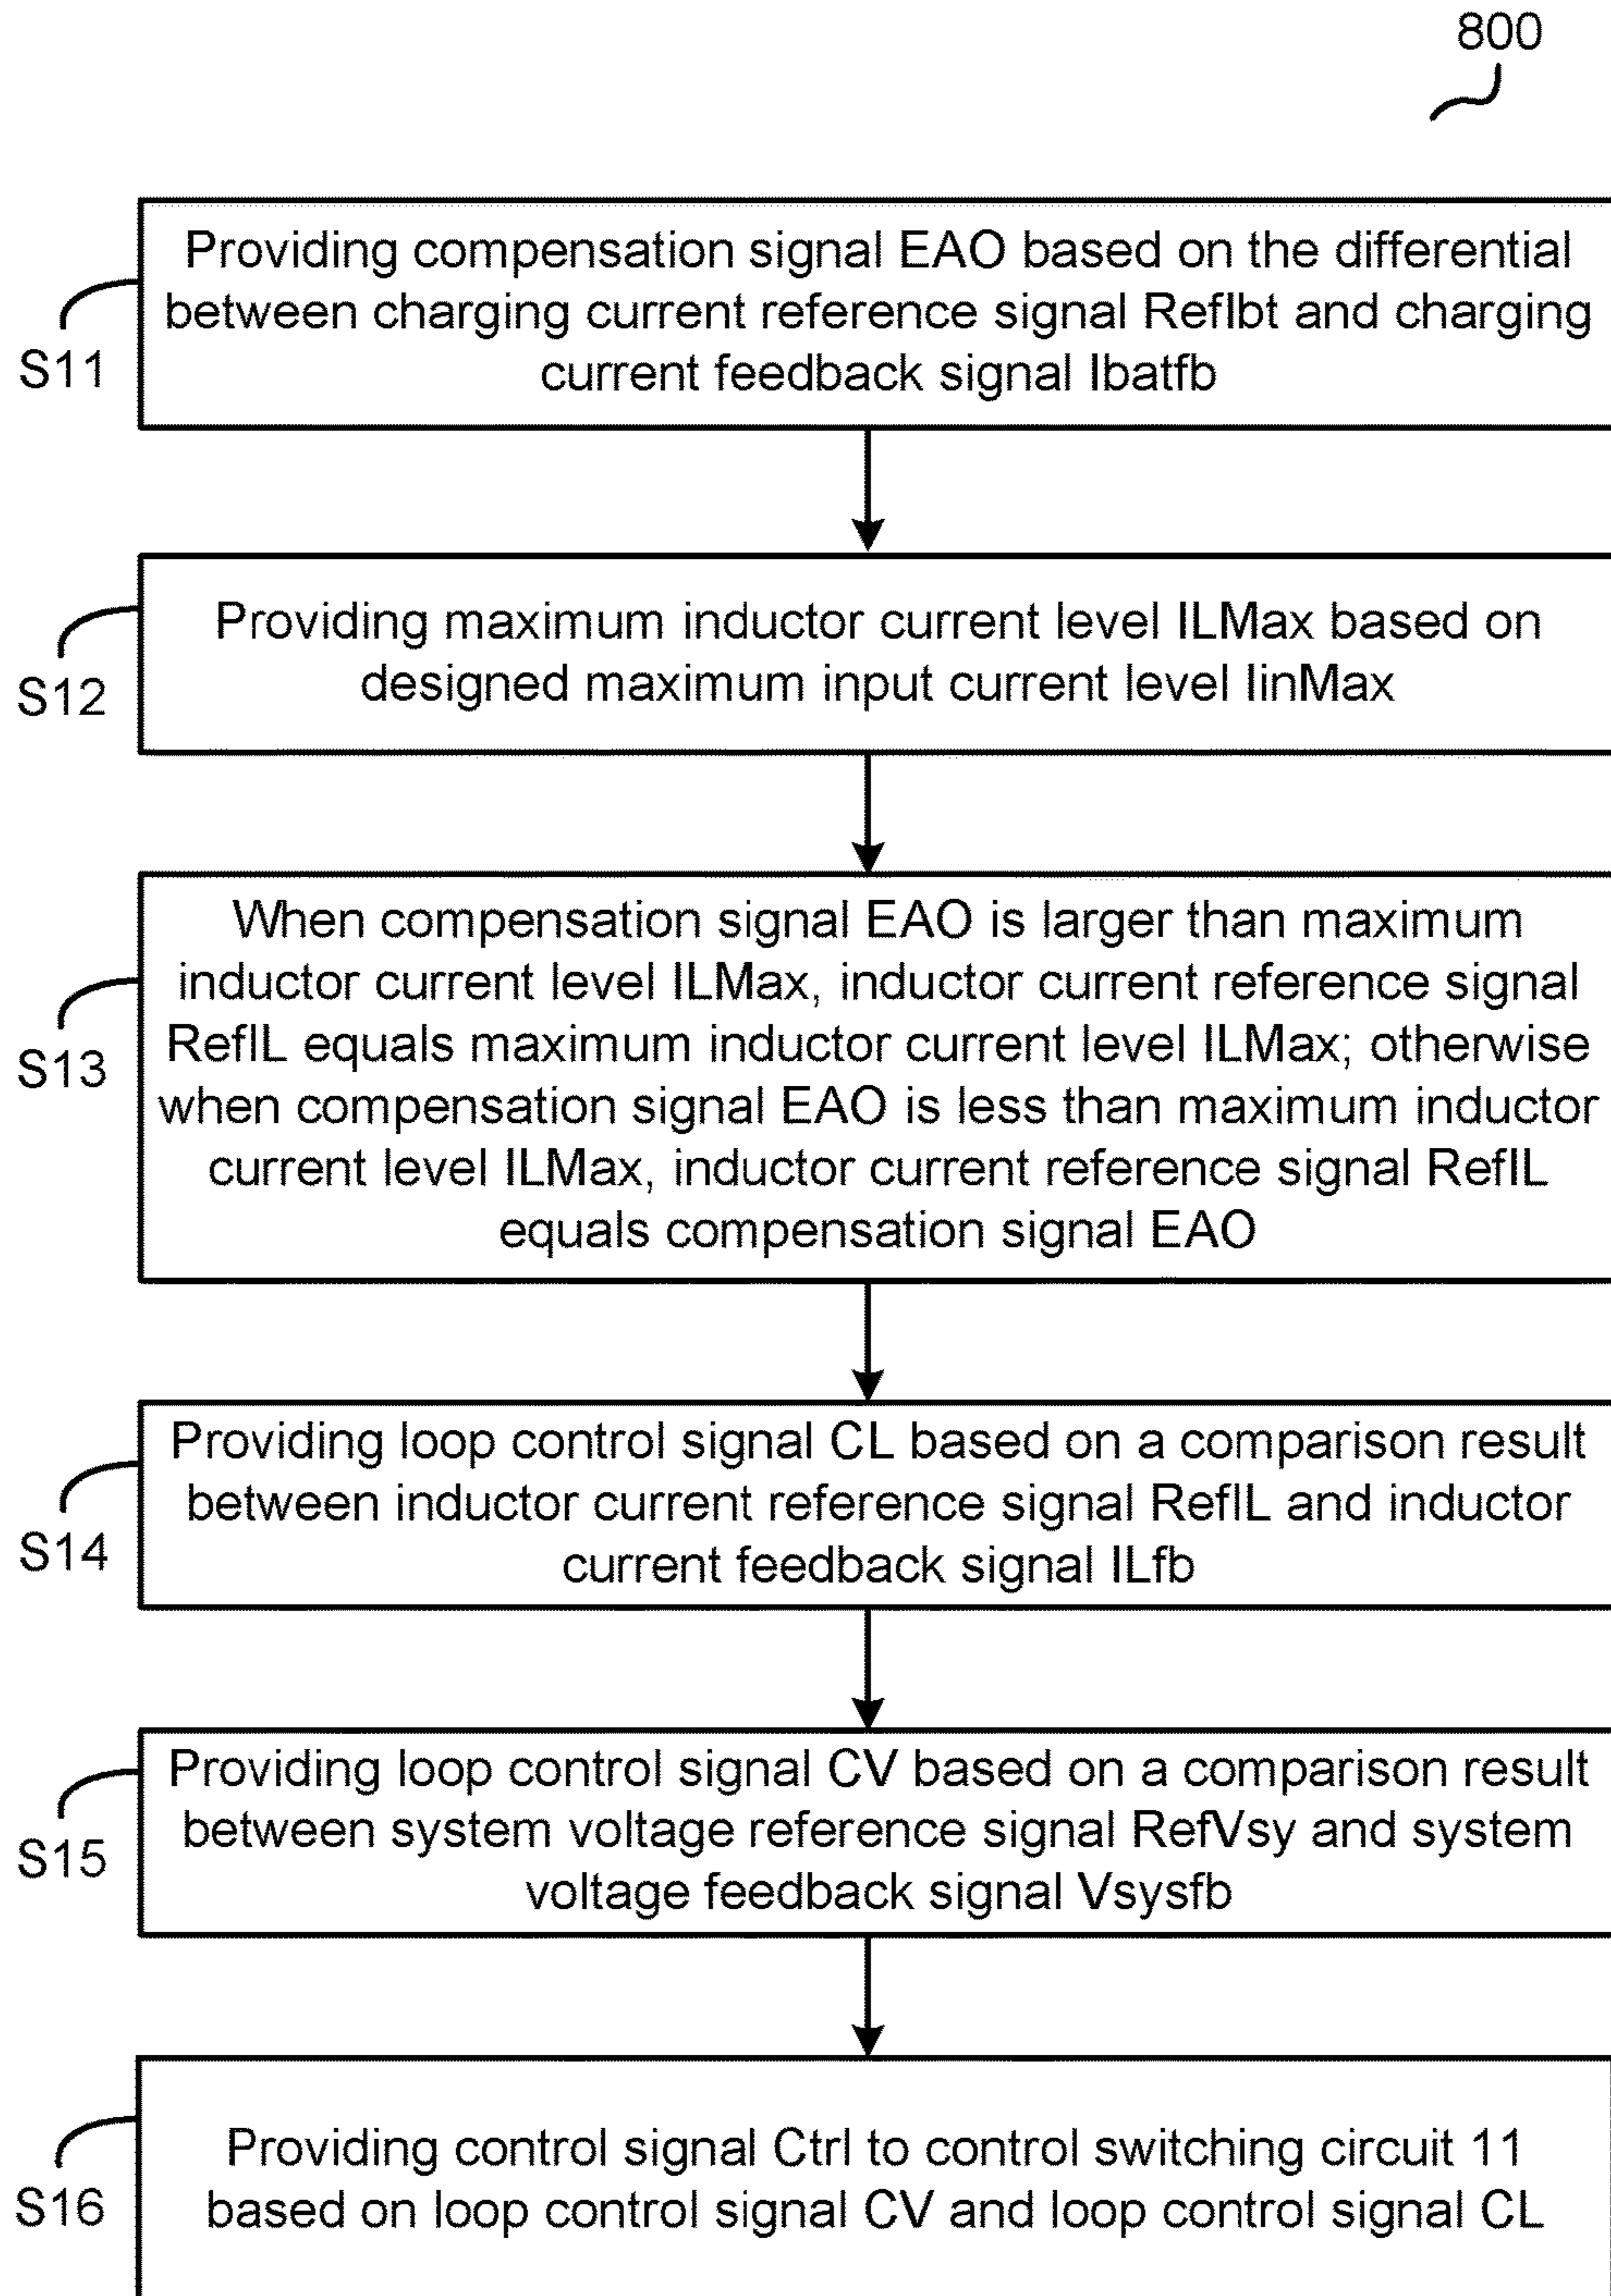 800
Providing compensation signal EAO based on the differential
between charging current reference signal RefIbt and charging
current feedback signal Ibatfb
S11
Providing maximum inductor current level ILMax based on
designed maximum input current level IinMax
S12
When compensation signal EAO is larger than maximum
inductor current level ILMax, inductor current reference signal
RefIL equals maximum inductor current level ILMax; otherwise
when compensation signal EAO is less than maximum inductor
current level ILMax, inductor current reference signal RefIL
equals compensation signal EAO
S13
Providing loop control signal CL based on a comparison result
between inductor current reference signal RefIL and inductor
current feedback signal ILfb
S14
Providing loop control signal CV based on a comparison result
between system voltage reference signal RefVsy and system
voltage feedback signal Vsysfb
S15
Providing control signal Ctrl to control switching circuit 11
based on loop control signal CV and loop control signal CL
S16